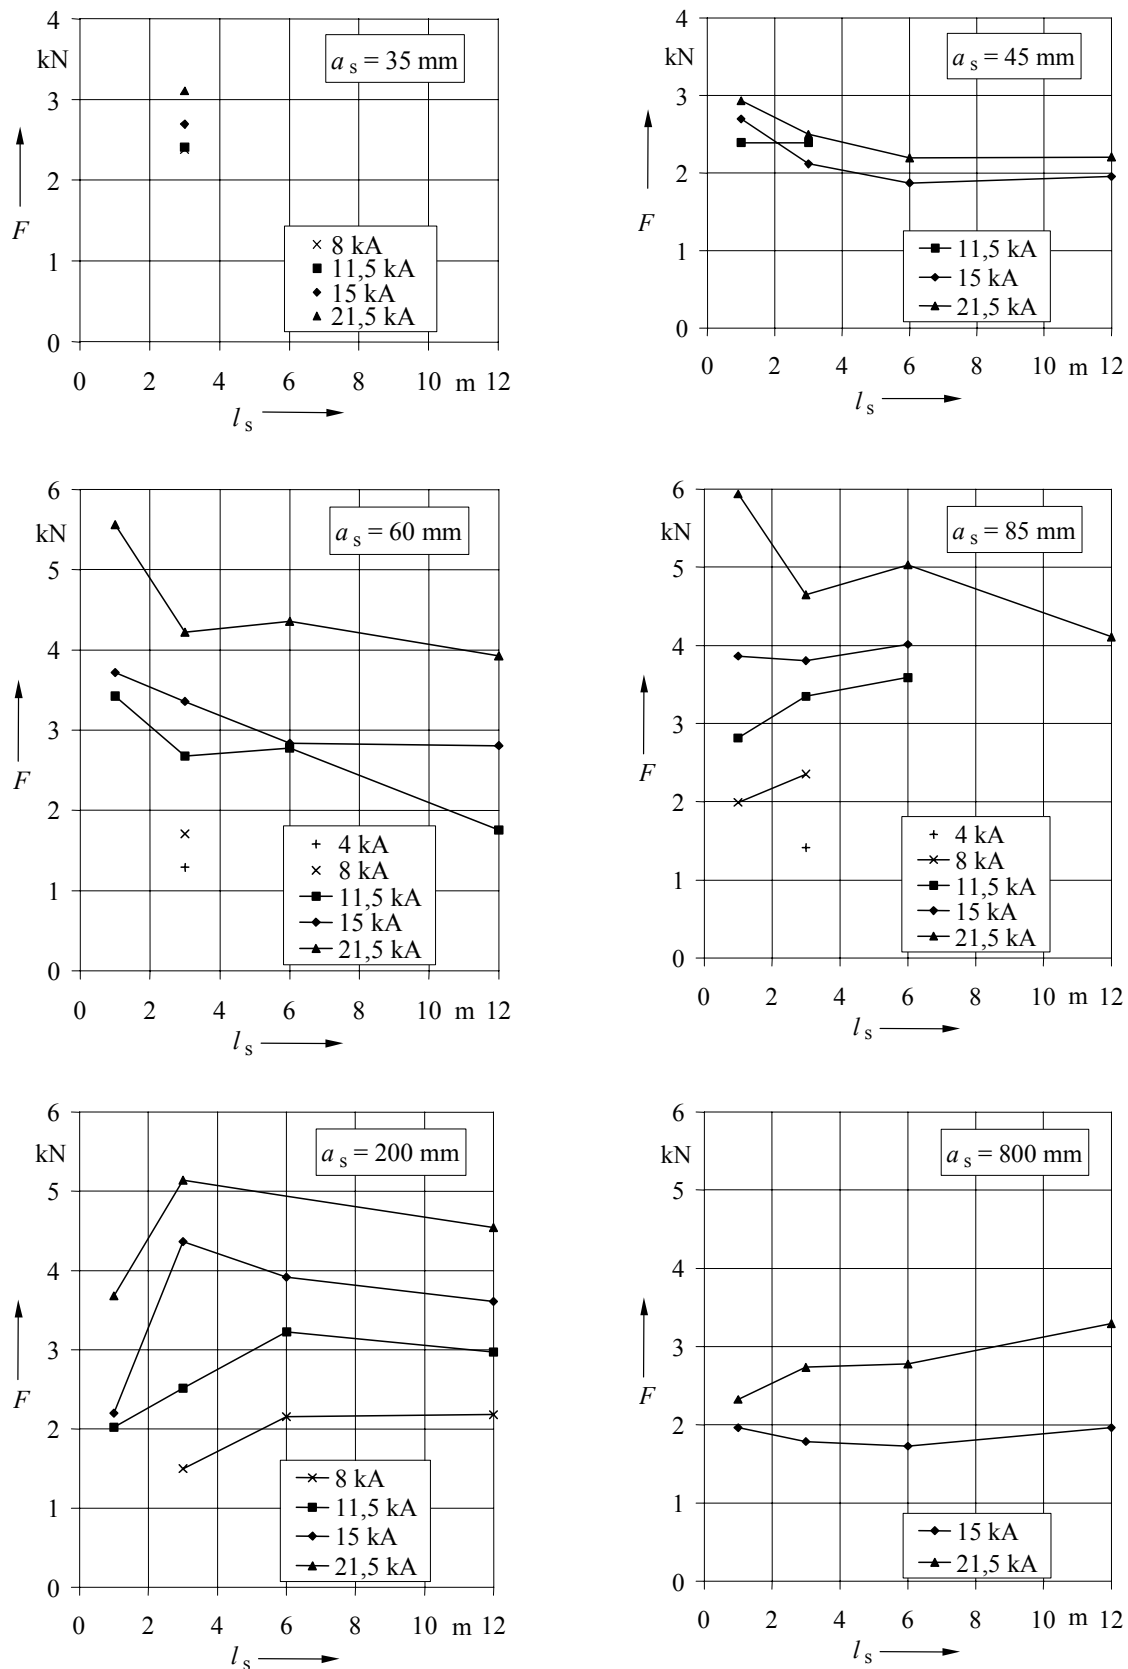 4
kN
a s = 35 mm
3
F
2
8 kA
11,5 kA
1
15 kA
21,5 kA
0
0 2 4 6 8 10 m 12
l s
4
kN
a s = 45 mm
3
F
2
11,5 kA
1
15 kA
21,5 kA
0
0 2 4 6 8 10 m 12
l s
6
kN
a s = 60 mm
5
4
3
F
2
4 kA
8 kA
1
11,5 kA
15 kA
21,5 kA
0
0 2 4 6 8 10 m 12
l s
6
kN
a s = 85 mm
5
4
3
F
2
4 kA
8 kA
1
11,5 kA
15 kA
21,5 kA
0
0 2 4 6 8 10 m 12
l s
6
kN
a s = 200 mm
5
4
3
F
2
8 kA
1
11,5 kA
15 kA
21,5 kA
0
0 2 4 6 8 10 m 12
l s
6
kN
a s = 800 mm
5
4
3
F
2
1
15 kA
21,5 kA
0
0 2 4 6 8 10 m 12
l s